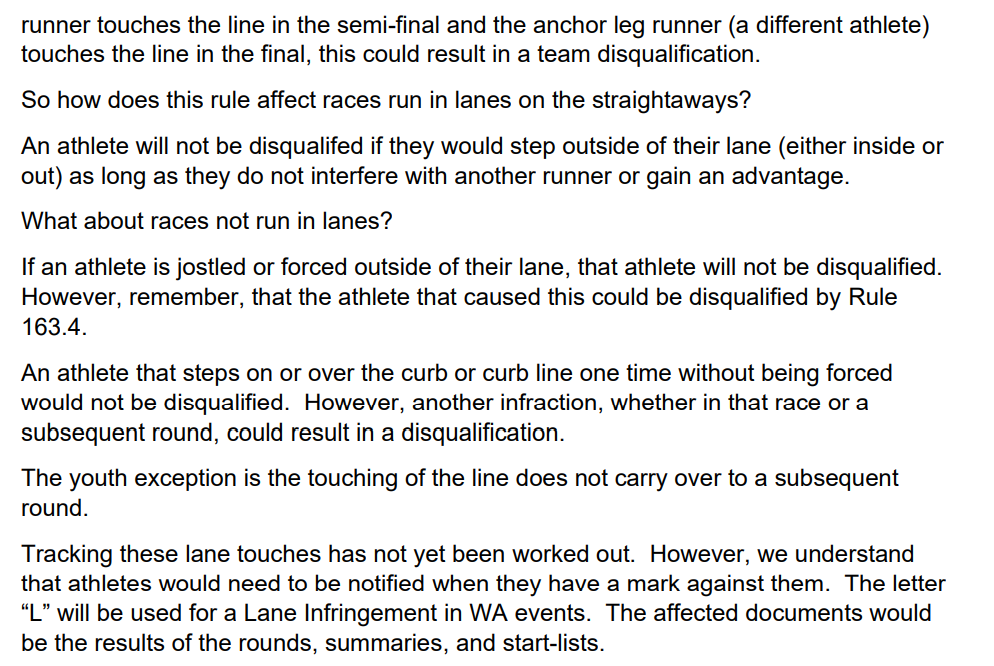 runner touches the line in the semi-final and the anchor leg runner (a different athlete)
touches the line in the final, this could result in a team disqualification.
So how does this rule affect races run in lanes on the straightaways?
An athlete will not be disqualifed if they would step outside of their lane (either inside or
out) as long as they do not interfere with another runner or gain an advantage.
What about races not run in lanes?
If an athlete is jostled or forced outside of their lane, that athlete will not be disqualified.
However, remember, that the athlete that caused this could be disqualified by Rule
163.4.
An athlete that steps on or over the curb or curb line one time without being forced
would not be disqualified.  However, another infraction, whether in that race or a
subsequent round, could result in a disqualification.
The youth exception is the touching of the line does not carry over to a subsequent
round.
Tracking these lane touches has not yet been worked out.  However, we understand
that athletes would need to be notified when they have a mark against them.  The letter
“L” will be used for a Lane Infringement in WA events.  The affected documents would
be the results of the rounds, summaries, and start-lists.